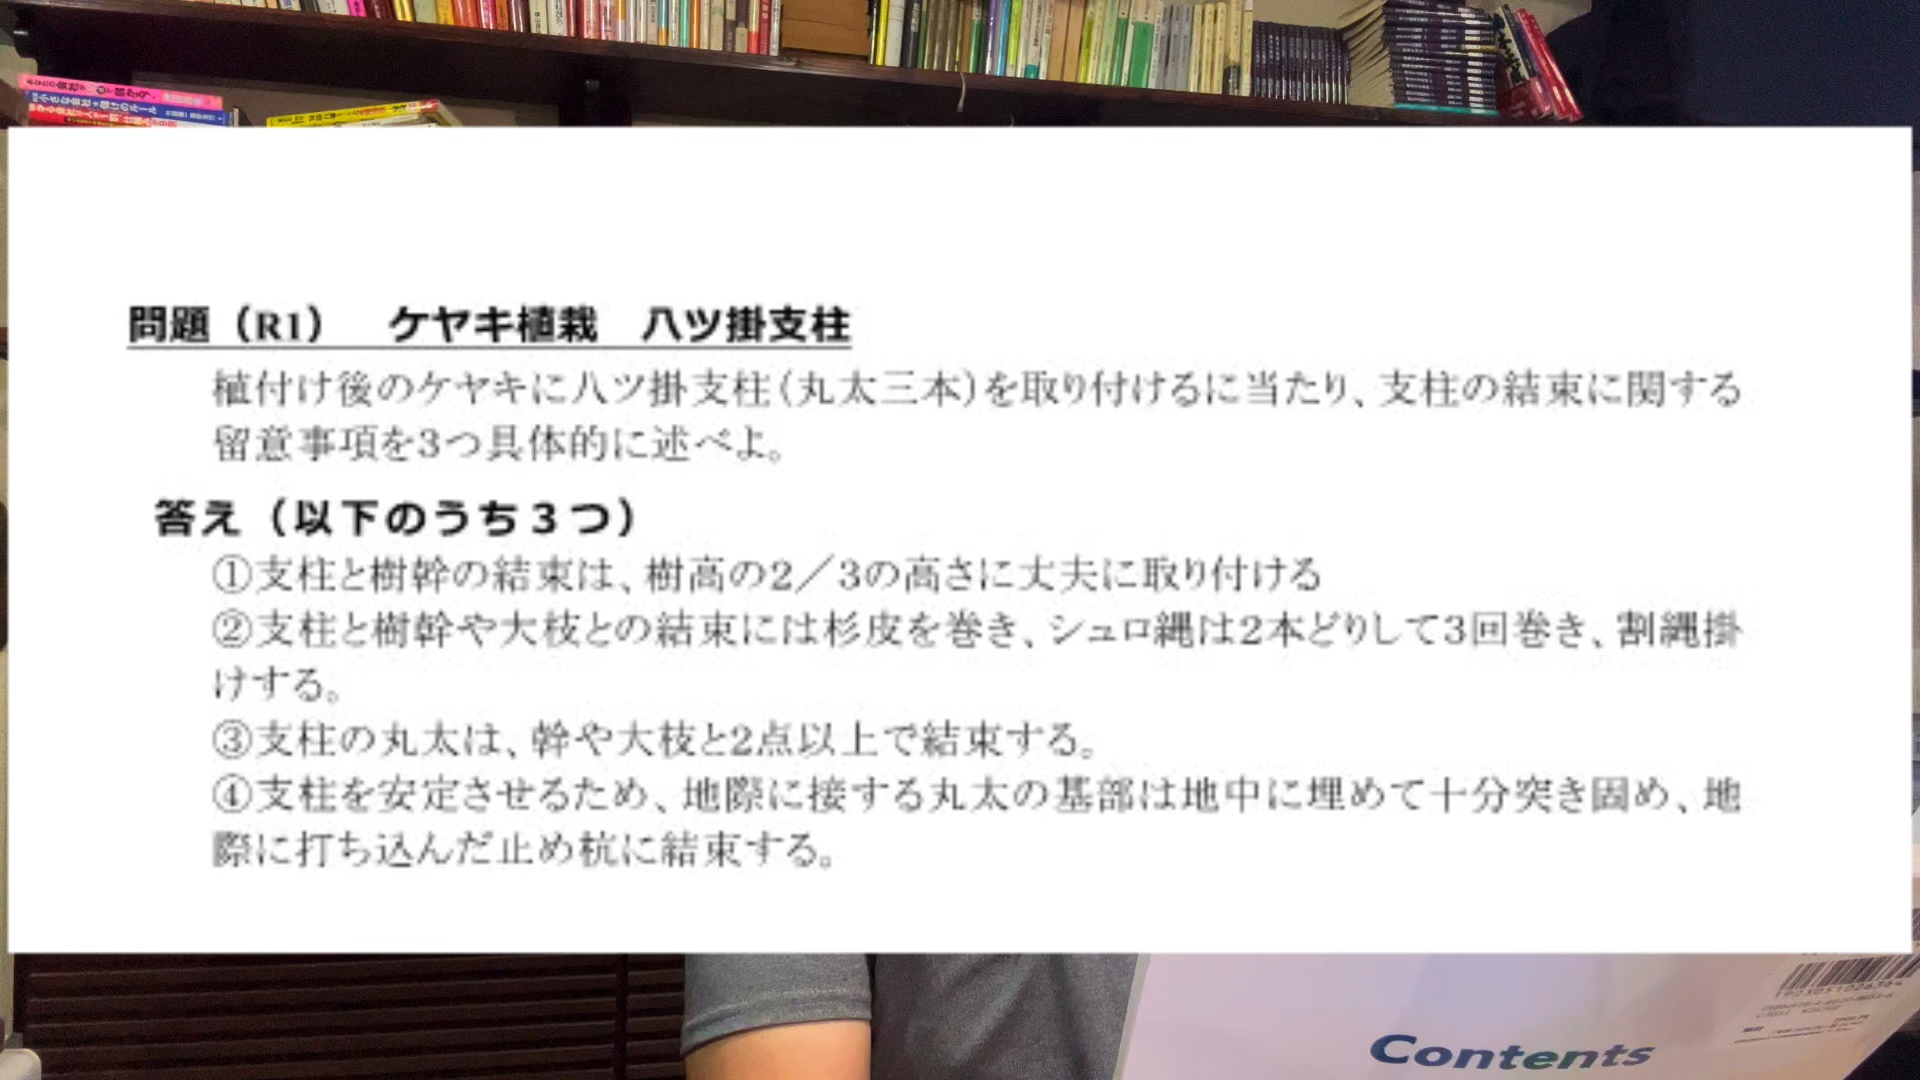 問題（R1）　ケヤキ植栽　八ツ掛支柱
植付け後のケヤキに八ツ掛支柱（丸太三本）を取り付けるに当たり、支柱の結束に関する
留意事項を3つ具体的に述べよ。
答え（以下のうち３つ）
①支柱と樹幹の結束は、樹高の2／3の高さに丈夫に取り付ける
②支柱と樹幹や大枝との結束には杉皮を巻き、シュロ縄は2本どりして3回巻き、割縄掛
けする。
③支柱の丸太は、幹や大枝と2点以上で結束する。
④支柱を安定させるため、地際に接する丸太の基部は地中に埋めて十分突き固め、地
際に打ち込んだ止め杭に結束する。
Contents